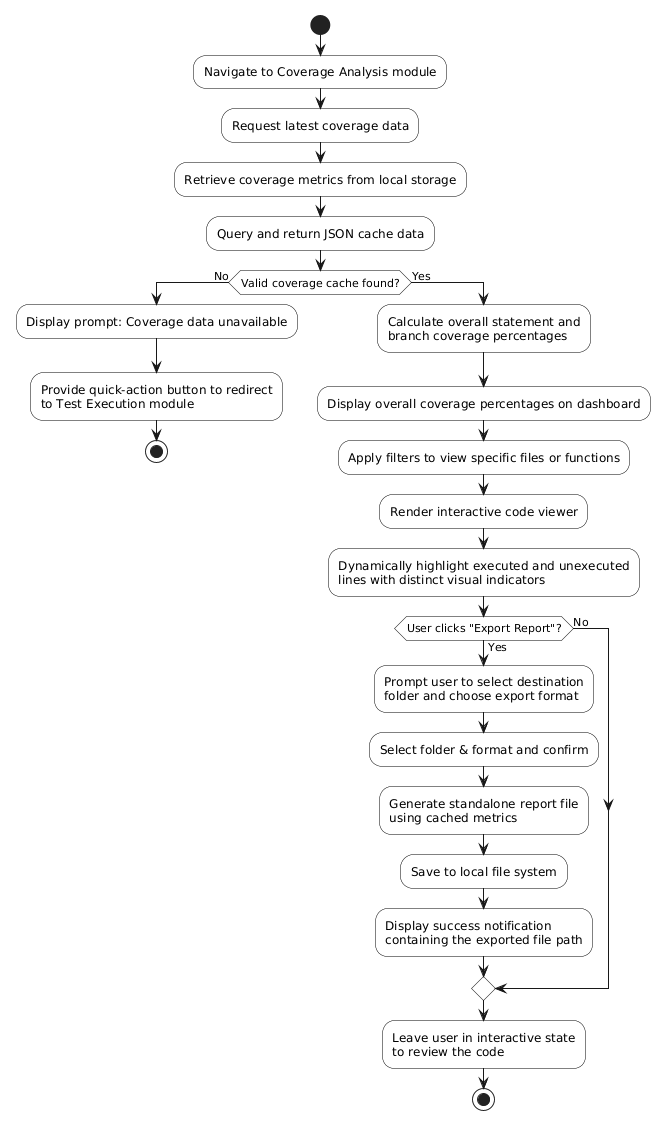 Navigate to Coverage Analysis module
Request latest coverage data
Retrieve coverage metrics from local storage
Query and return JSON cache data
Valid coverage cache found?
No
Yes
Display prompt: Coverage data unavailable
Provide quick-action button to redirect
to Test Execution module
Calculate overall statement and
branch coverage percentages
Display overall coverage percentages on dashboard
Apply filters to view specific files or functions
Render interactive code viewer
Dynamically highlight executed and unexecuted
lines with distinct visual indicators
User clicks "Export Report"?
No
Yes
Prompt user to select destination
folder and choose export format
Select folder & format and confirm
Generate standalone report file
using cached metrics
Save to local file system
Display success notification
containing the exported file path
Leave user in interactive state
to review the code